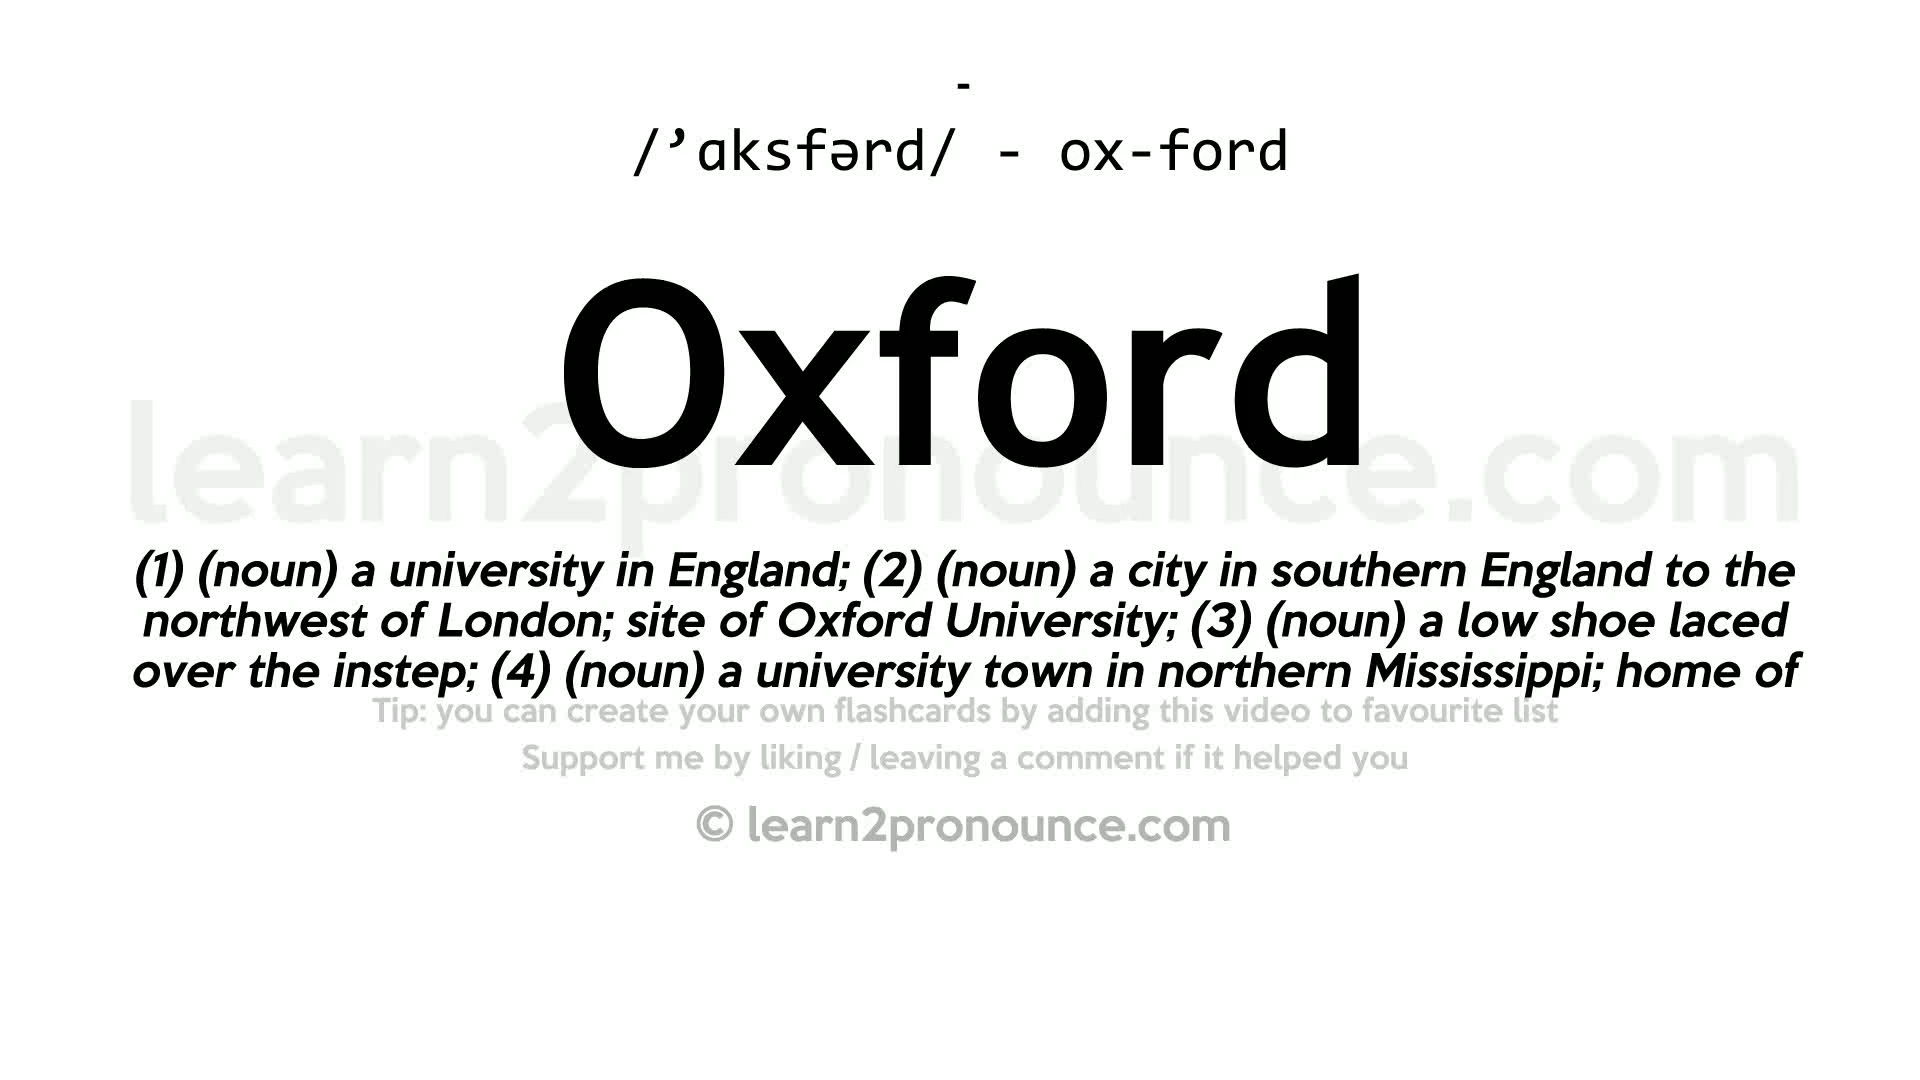 -
/’ɑksfərd/ - ox-ford
Oxford
learn2pronounce.com
(1) (noun) a university in England; (2) (noun) a city in southern England to the
northwest of London; site of Oxford University; (3) (noun) a low shoe laced
over the instep; (4) (noun) a university town in northern Mississippi; home of
Tip: you can create your own flashcards by adding this video to favourite list
Support me by liking / leaving a comment if it helped you
© learn2pronounce.com